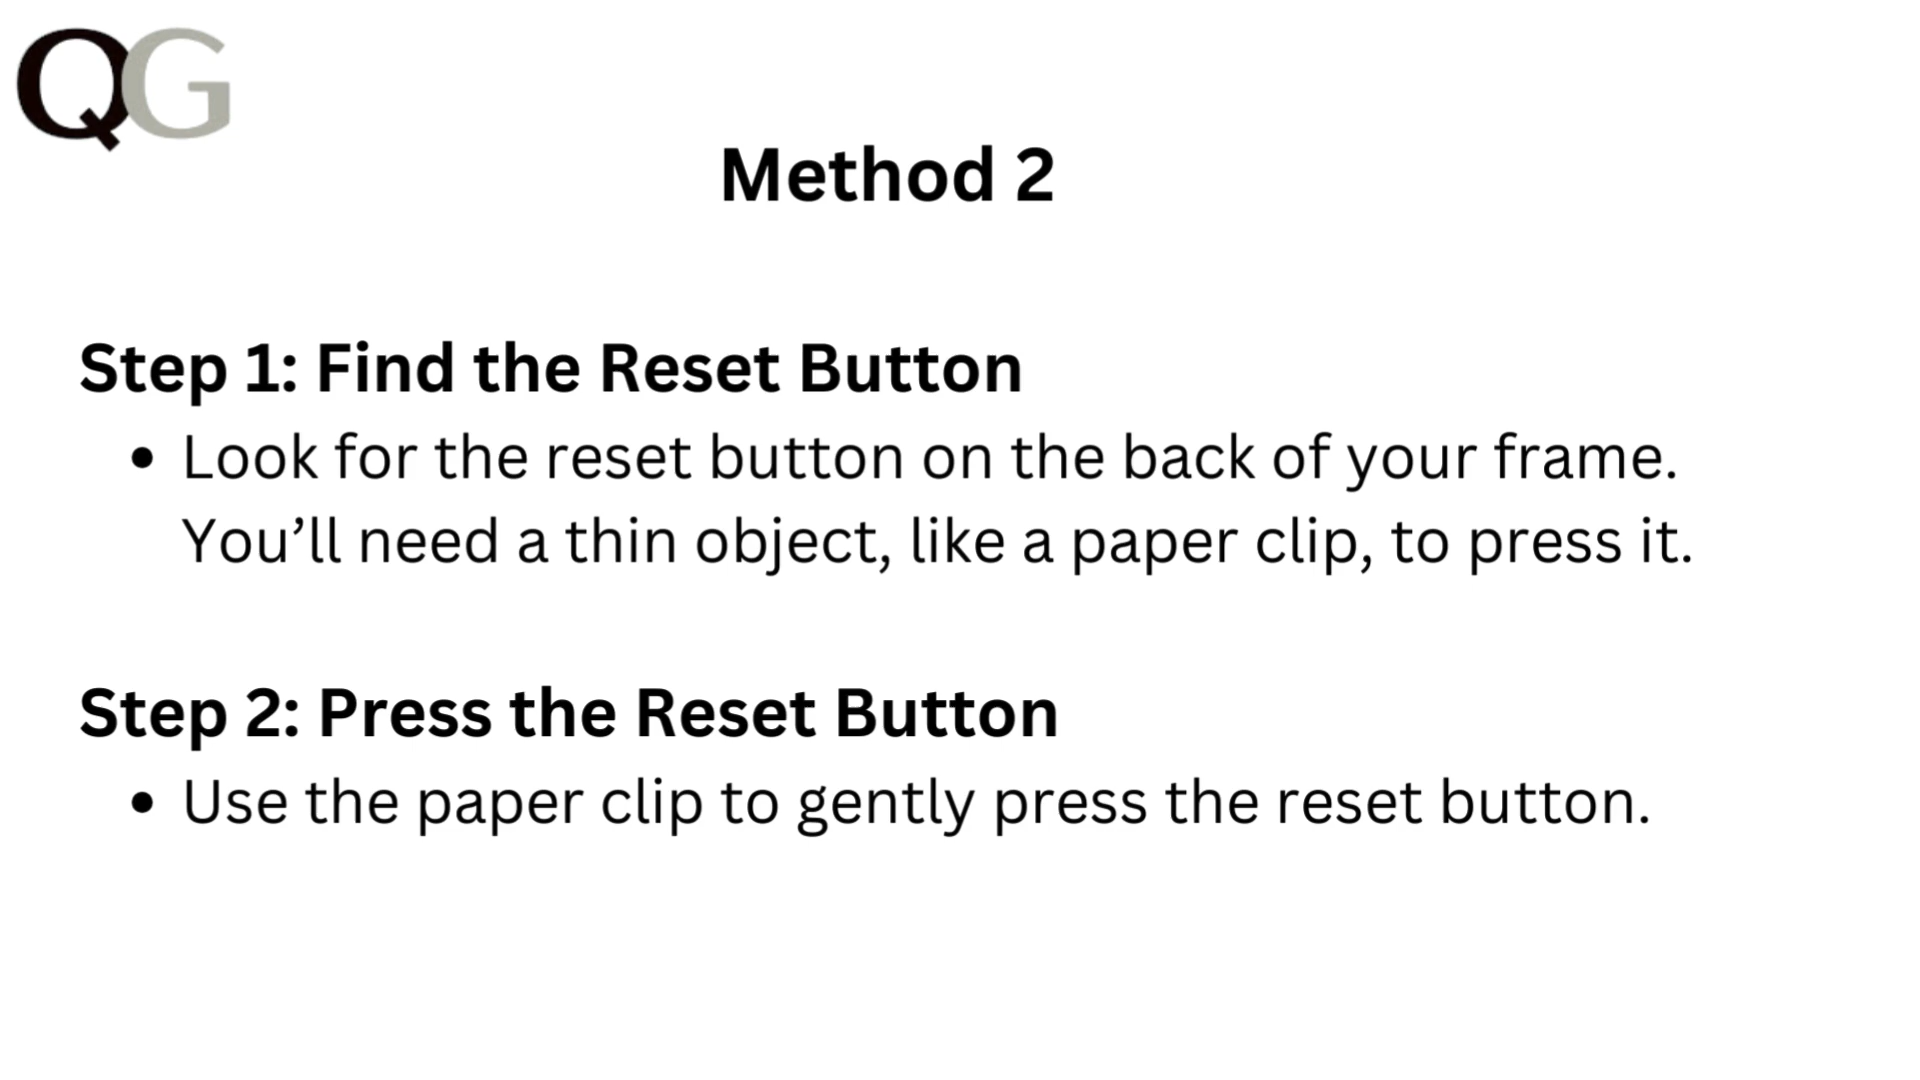 QG
Method 2
Step 1: Find the Reset Button
• Look for the reset button on the back of your frame.
You’ll need a thin object, like a paper clip, to press it.
Step 2: Press the Reset Button
• Use the paper clip to gently press the reset button.